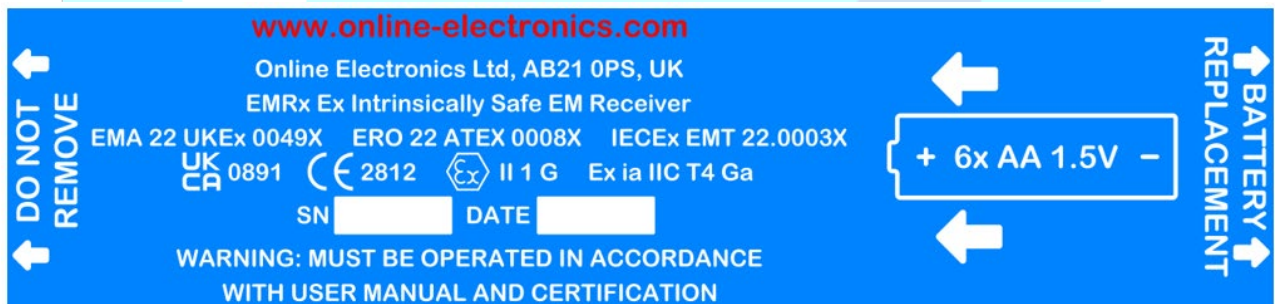 www.online-electronics.com
Online Electronics Ltd, AB21 0PS, UK
EMRx Ex Intrinsically Safe EM Receiver
EMA 22 UKEx 0049X ERO 22 ATEX 0008X IECEx EMT 22.0003X
UK
CA 0891 CE 2812 Ex II 1 G Ex ia IIC T4 Ga
SN DATE
WARNING: MUST BE OPERATED IN ACCORDANCE
WITH USER MANUAL AND CERTIFICATION
DO NOT
REMOVE
+ 6x AA 1.5V −
BATTERY
REPLACEMENT